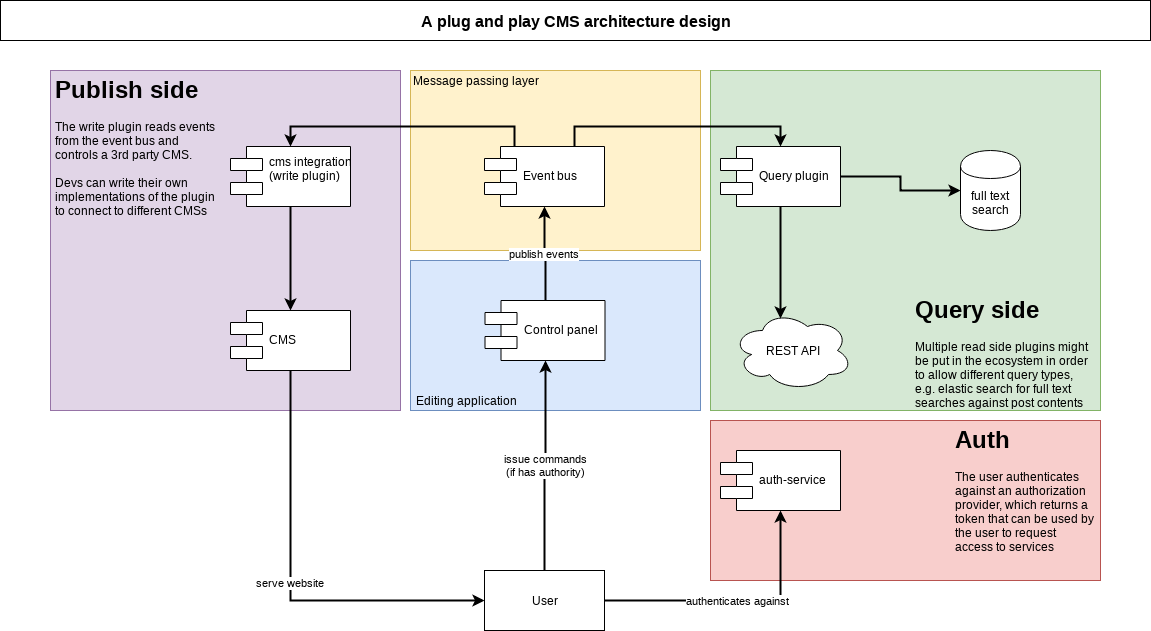 A plug and play CMS architecture design
Publish side
The write plugin reads events
from the event bus and
controls a 3rd party CMS.
Devs can write their own
implementations of the plugin
to connect to different CMSs
cms integration
(write plugin)
CMS
Message passing layer
Event bus
publish events
Control panel
Editing application
Query plugin
full text
search
REST API
Query side
Multiple read side plugins might
be put in the ecosystem in order
to allow different query types,
e.g. elastic search for full text
searches against post contents
Auth
auth-service
The user authenticates
against an authorization
provider, which returns a
token that can be used by
the user to request
access to services
issue commands
(if has authority)
serve website
User
authenticates against